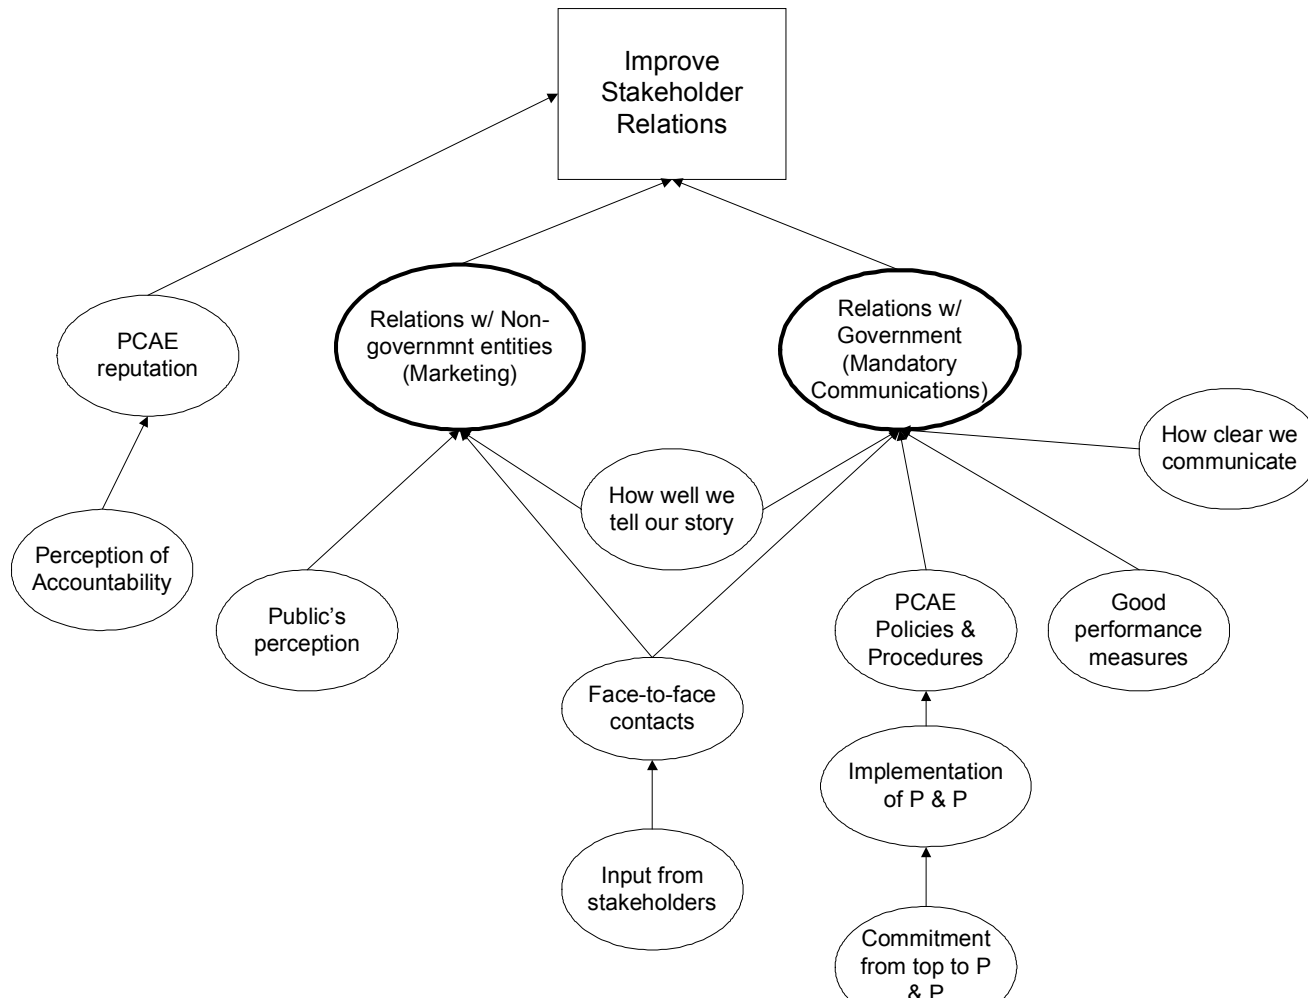 Improve
Stakeholder
Relations
PCAE
reputation
Relations w/ Non-
governmnt entities
(Marketing)
Relations w/
Government
(Mandatory
Communications)
How clear we
communicate
How well we
tell our story
Perception of
Accountability
Public's
perception
PCAE
Policies &
Procedures
Good
performance
measures
Face-to-face
contacts
Implementation
of P & P
Input from
stakeholders
Commitment
from top to P
& P